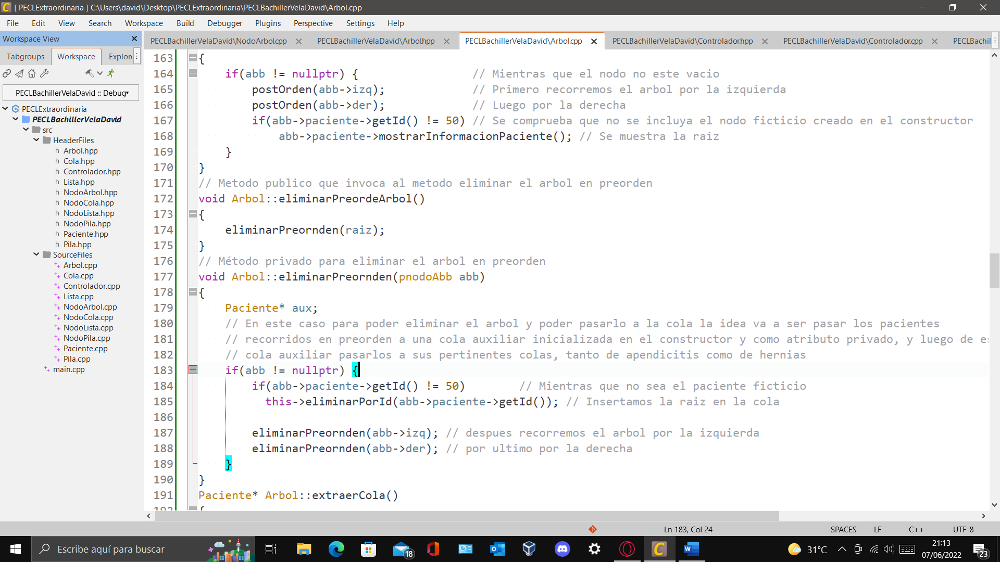 [ PECLExtraordinaria ] C:\Users\david\Desktop\PECLExtraordinaria\PECLBachillerVelaDavid\Arbol.cpp
File Edit View Search Workspace Build Debugger Plugins Perspective Settings Help
Workspace View
Tabgroups Workspace Explore
PECLBachillerVelaDavid :: Debug
PECLExtraordinaria
PECLBachillerVelaDavid
src
HeaderFiles
h Arbol.hpp
h Cola.hpp
h Controlador.hpp
h Lista.hpp
h NodoArbol.hpp
h NodoCola.hpp
h NodoLista.hpp
h NodoPila.hpp
h Paciente.hpp
h Pila.hpp
SourceFiles
Arbol.cpp
Cola.cpp
Controlador.cpp
Lista.cpp
NodoArbol.cpp
NodoCola.cpp
NodoLista.cpp
NodoPila.cpp
Paciente.cpp
Pila.cpp
main.cpp
PECLBachillerVelaDavid\NodoArbol.cpp PECLBachillerVelaDavid\Arbol.hpp PECLBachillerVelaDavid\Arbol.cpp PECLBachillerVelaDavid\Controlador.hpp PECLBachillerVelaDavid\Controlador.cpp PECLBachil
163 {
164 if(abb != nullptr) { // Mientras que el nodo no este vacio
165 postOrden(abb->izq); // Primero recorremos el arbol por la izquierda
166 postOrden(abb->der); // Luego por la derecha
167 if(abb->paciente->getId() != 50) // Se comprueba que no se incluya el nodo ficticio creado en el constructor
168 abb->paciente->mostrarInformacionPaciente(); // Se muestra la raiz
169 }
170 }
171 // Metodo publico que invoca al metodo eliminar el arbol en preorden
172 void Arbol::eliminarPreordeArbol()
173 {
174 eliminarPreornden(raiz);
175 }
176 // Método privado para eliminar el arbol en preorden
177 void Arbol::eliminarPreornden(pnodoAbb abb)
178 {
179 Paciente* aux;
180 // En este caso para poder eliminar el arbol y poder pasarlo a la cola la idea va a ser pasar los pacientes
181 // recorridos en preorden a una cola auxiliar inicializada en el constructor y como atributo privado, y luego de es
182 // cola auxiliar pasarlos a sus pertinentes colas, tanto de apendicitis como de hernias
183 if(abb != nullptr) {
184 if(abb->paciente->getId() != 50) // Mientras que no sea el paciente ficticio
185 this->eliminarPorId(abb->paciente->getId()); // Insertamos la raiz en la cola
186
187 eliminarPreornden(abb->izq); // despues recorremos el arbol por la izquierda
188 eliminarPreornden(abb->der); // por ultimo por la derecha
189 }
190 }
191 Paciente* Arbol::extraerCola()
192 {
Ln 183, Col 24 SPACES LF C++ UTF-8
Escribe aquí para buscar 18 31°C 21:13
07/06/2022 23